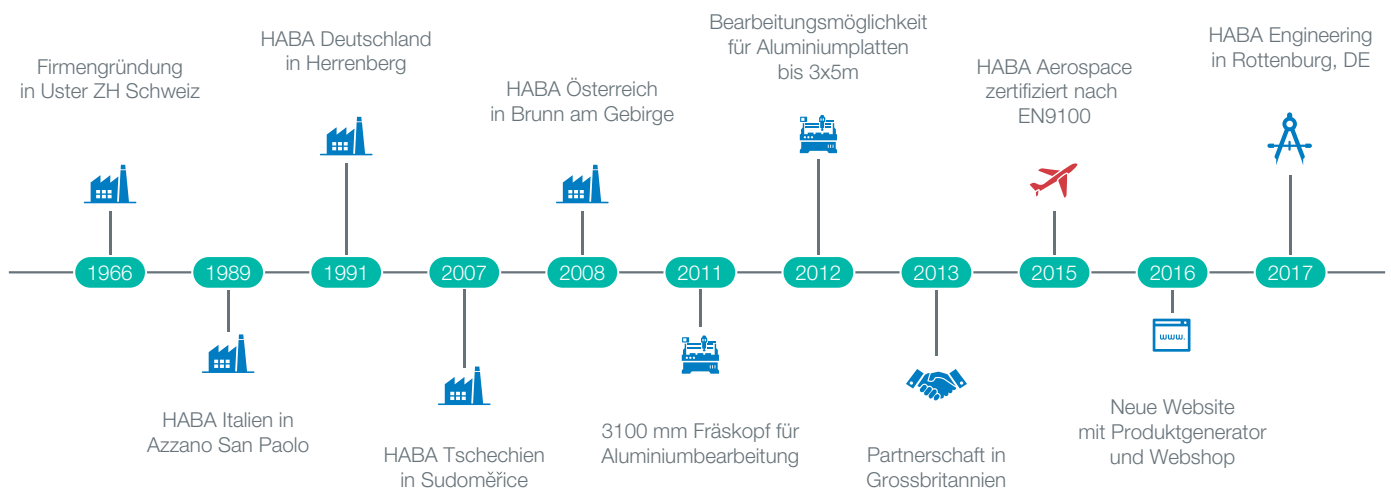 Firmengründung
in Uster ZH Schweiz
1966
1989
HABA Italien in
Azzano San Paolo
HABA Deutschland
in Herrenberg
1991
2007
HABA Tschechien
in Sudoměřice
HABA Österreich
in Brunn am Gebirge
2008
2011
3100 mm Fräskopf für
Aluminiumbearbeitung
Bearbeitungsmöglichkeit
für Aluminiumplatten
bis 3x5m
2012
2013
Partnerschaft in
Grossbritannien
HABA Aerospace
zertifiziert nach
EN9100
2015
2016
www.
Neue Website
mit Produktgenerator
und Webshop
HABA Engineering
in Rottenburg, DE
2017